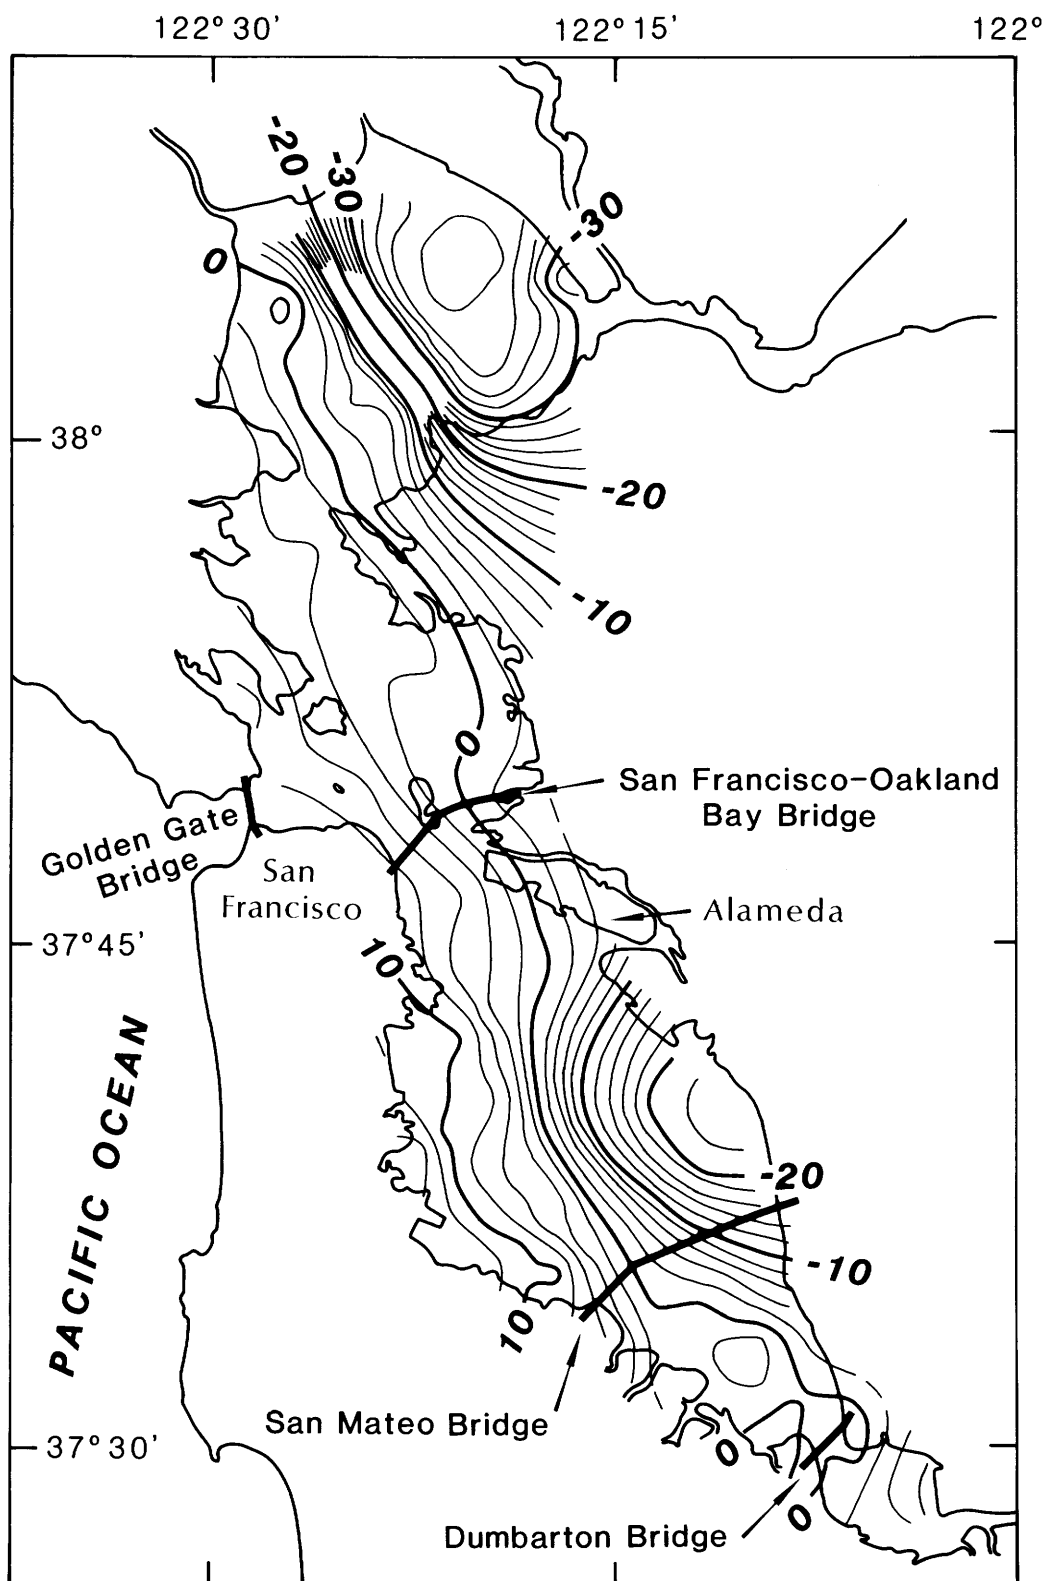 122°30'
122°15'
122°
-20
-30
-30
0
38°
-20
-10
0
San Francisco-Oakland
Bay Bridge
Golden Gate
Bridge
San
Francisco
Alameda
37°45'
10
PACIFIC OCEAN
-20
-10
10
San Mateo Bridge
37°30'
0
0
Dumbarton Bridge